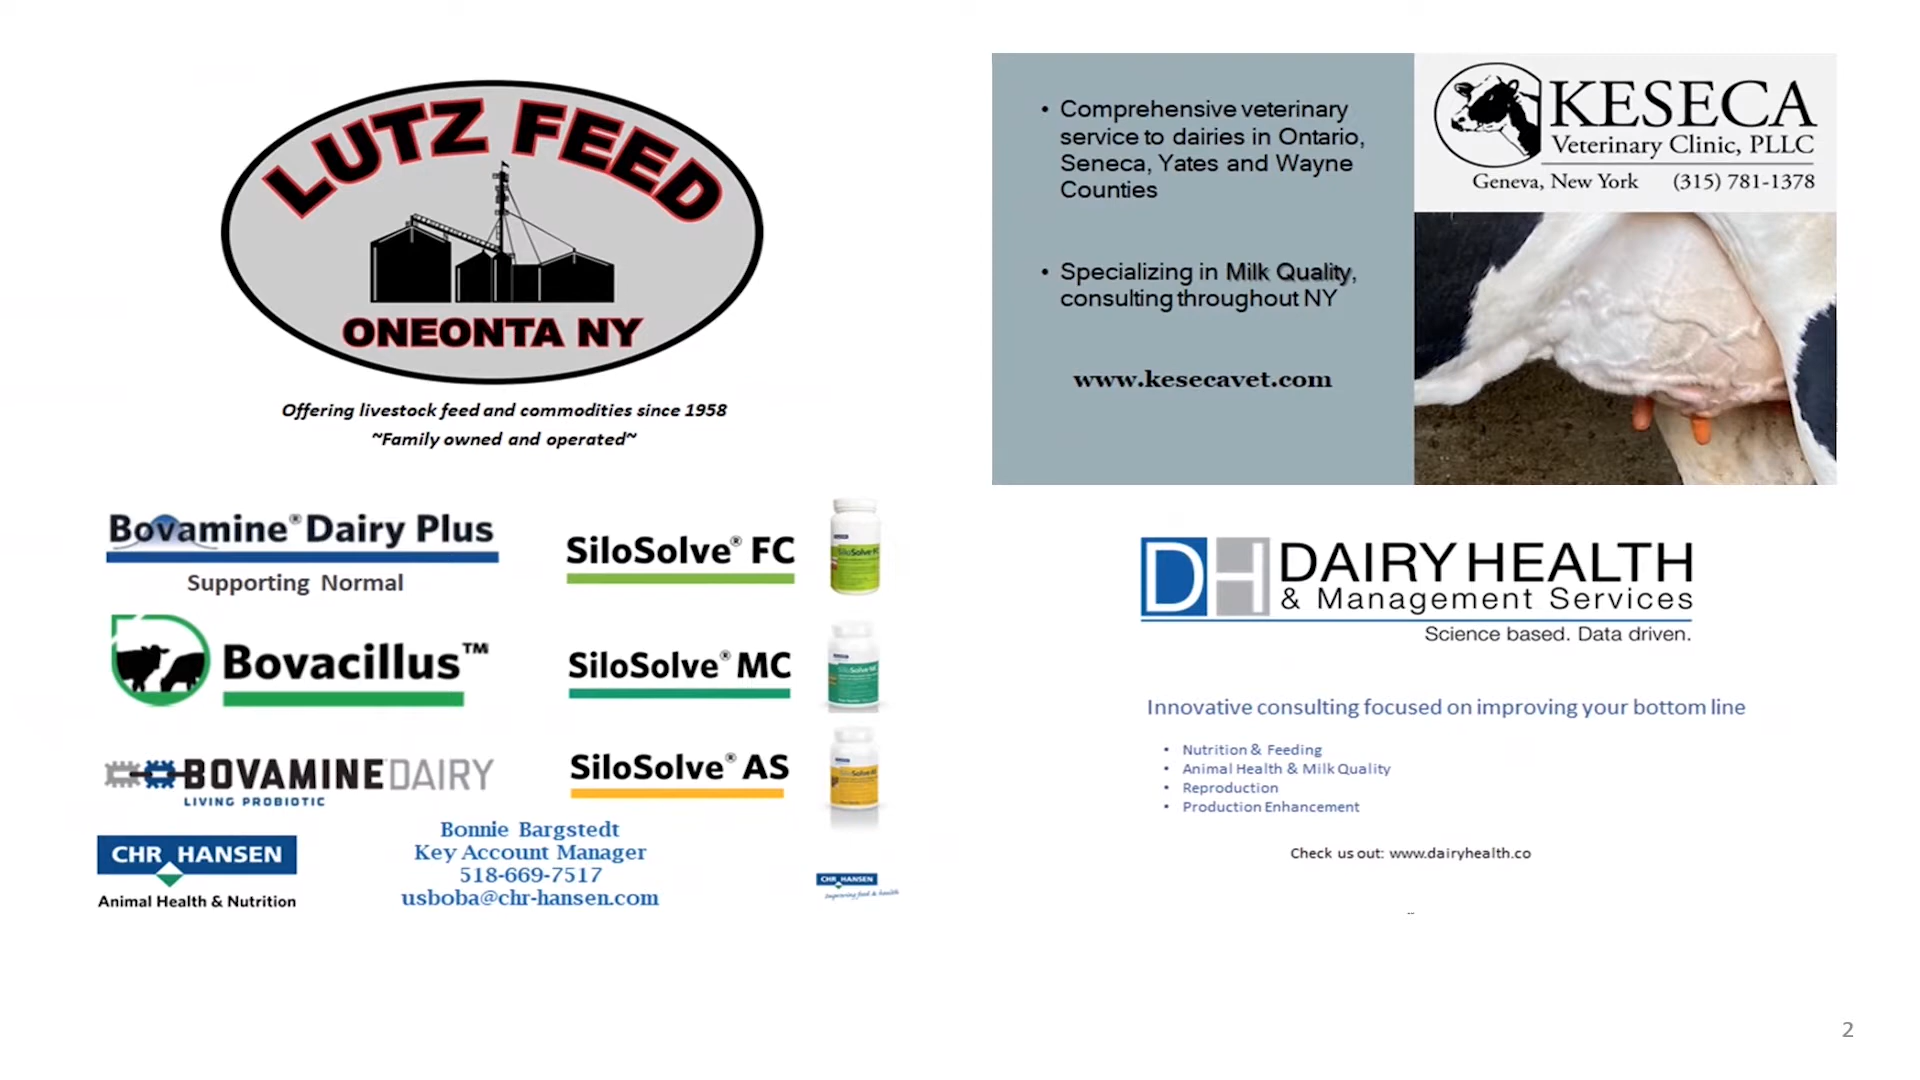 LUTZ FEED
ONEONTA NY
Offering livestock feed and commodities since 1958
~Family owned and operated~
• Comprehensive veterinary
service to dairies in Ontario,
Seneca, Yates and Wayne
Counties
• Specializing in Milk Quality,
consulting throughout NY
www.kesecavet.com
KESECA
Veterinary Clinic, PLLC
Geneva, New York (315) 781-1378
Bovamine® Dairy Plus
Supporting Normal
Bovacillus™
BOVAMINE DAIRY
LIVING PROBIOTIC
CHR HANSEN
Animal Health & Nutrition
SiloSolve® FC
SiloSolve® MC
SiloSolve® AS
Bonnie Bargstedt
Key Account Manager
518-669-7517
usboba@chr-hansen.com
CHR HANSEN
Improving food & health
DH DAIRY HEALTH
& Management Services
Science based. Data driven.
Innovative consulting focused on improving your bottom line
• Nutrition & Feeding
• Animal Health & Milk Quality
• Reproduction
• Production Enhancement
Check us out: www.dairyhealth.co
2